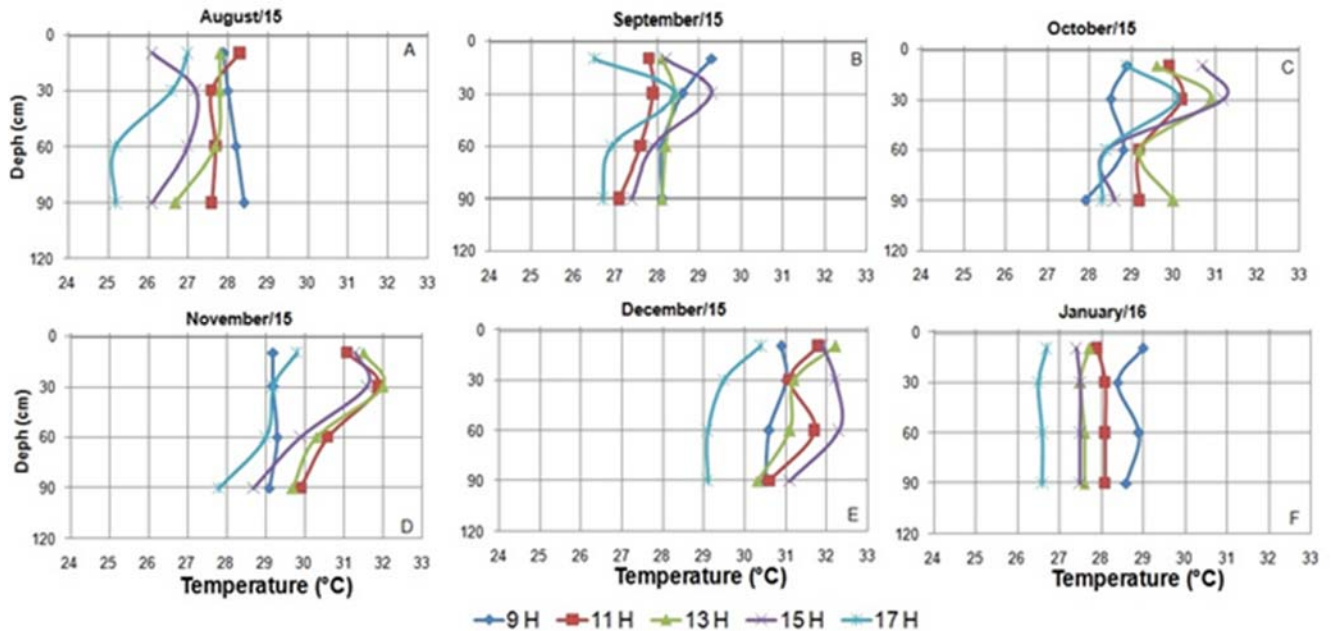 August/15
September/15
October/15
0
30
60
90
120
Deph (cm)
A
24 25 26 27 28 29 30 31 32 33
0
30
60
90
120
B
24 25 26 27 28 29 30 31 32 33
0
30
60
90
120
C
24 25 26 27 28 29 30 31 32 33
November/15
December/15
January/16
0
30
60
90
120
Deph (cm)
D
24 25 26 27 28 29 30 31 32 33
Temperature (°C)
0
30
60
90
120
E
24 25 26 27 28 29 30 31 32 33
Temperature (°C)
0
30
60
90
120
F
24 25 26 27 28 29 30 31 32 33
Temperature (°C)
9 H 11 H 13 H 15 H 17 H